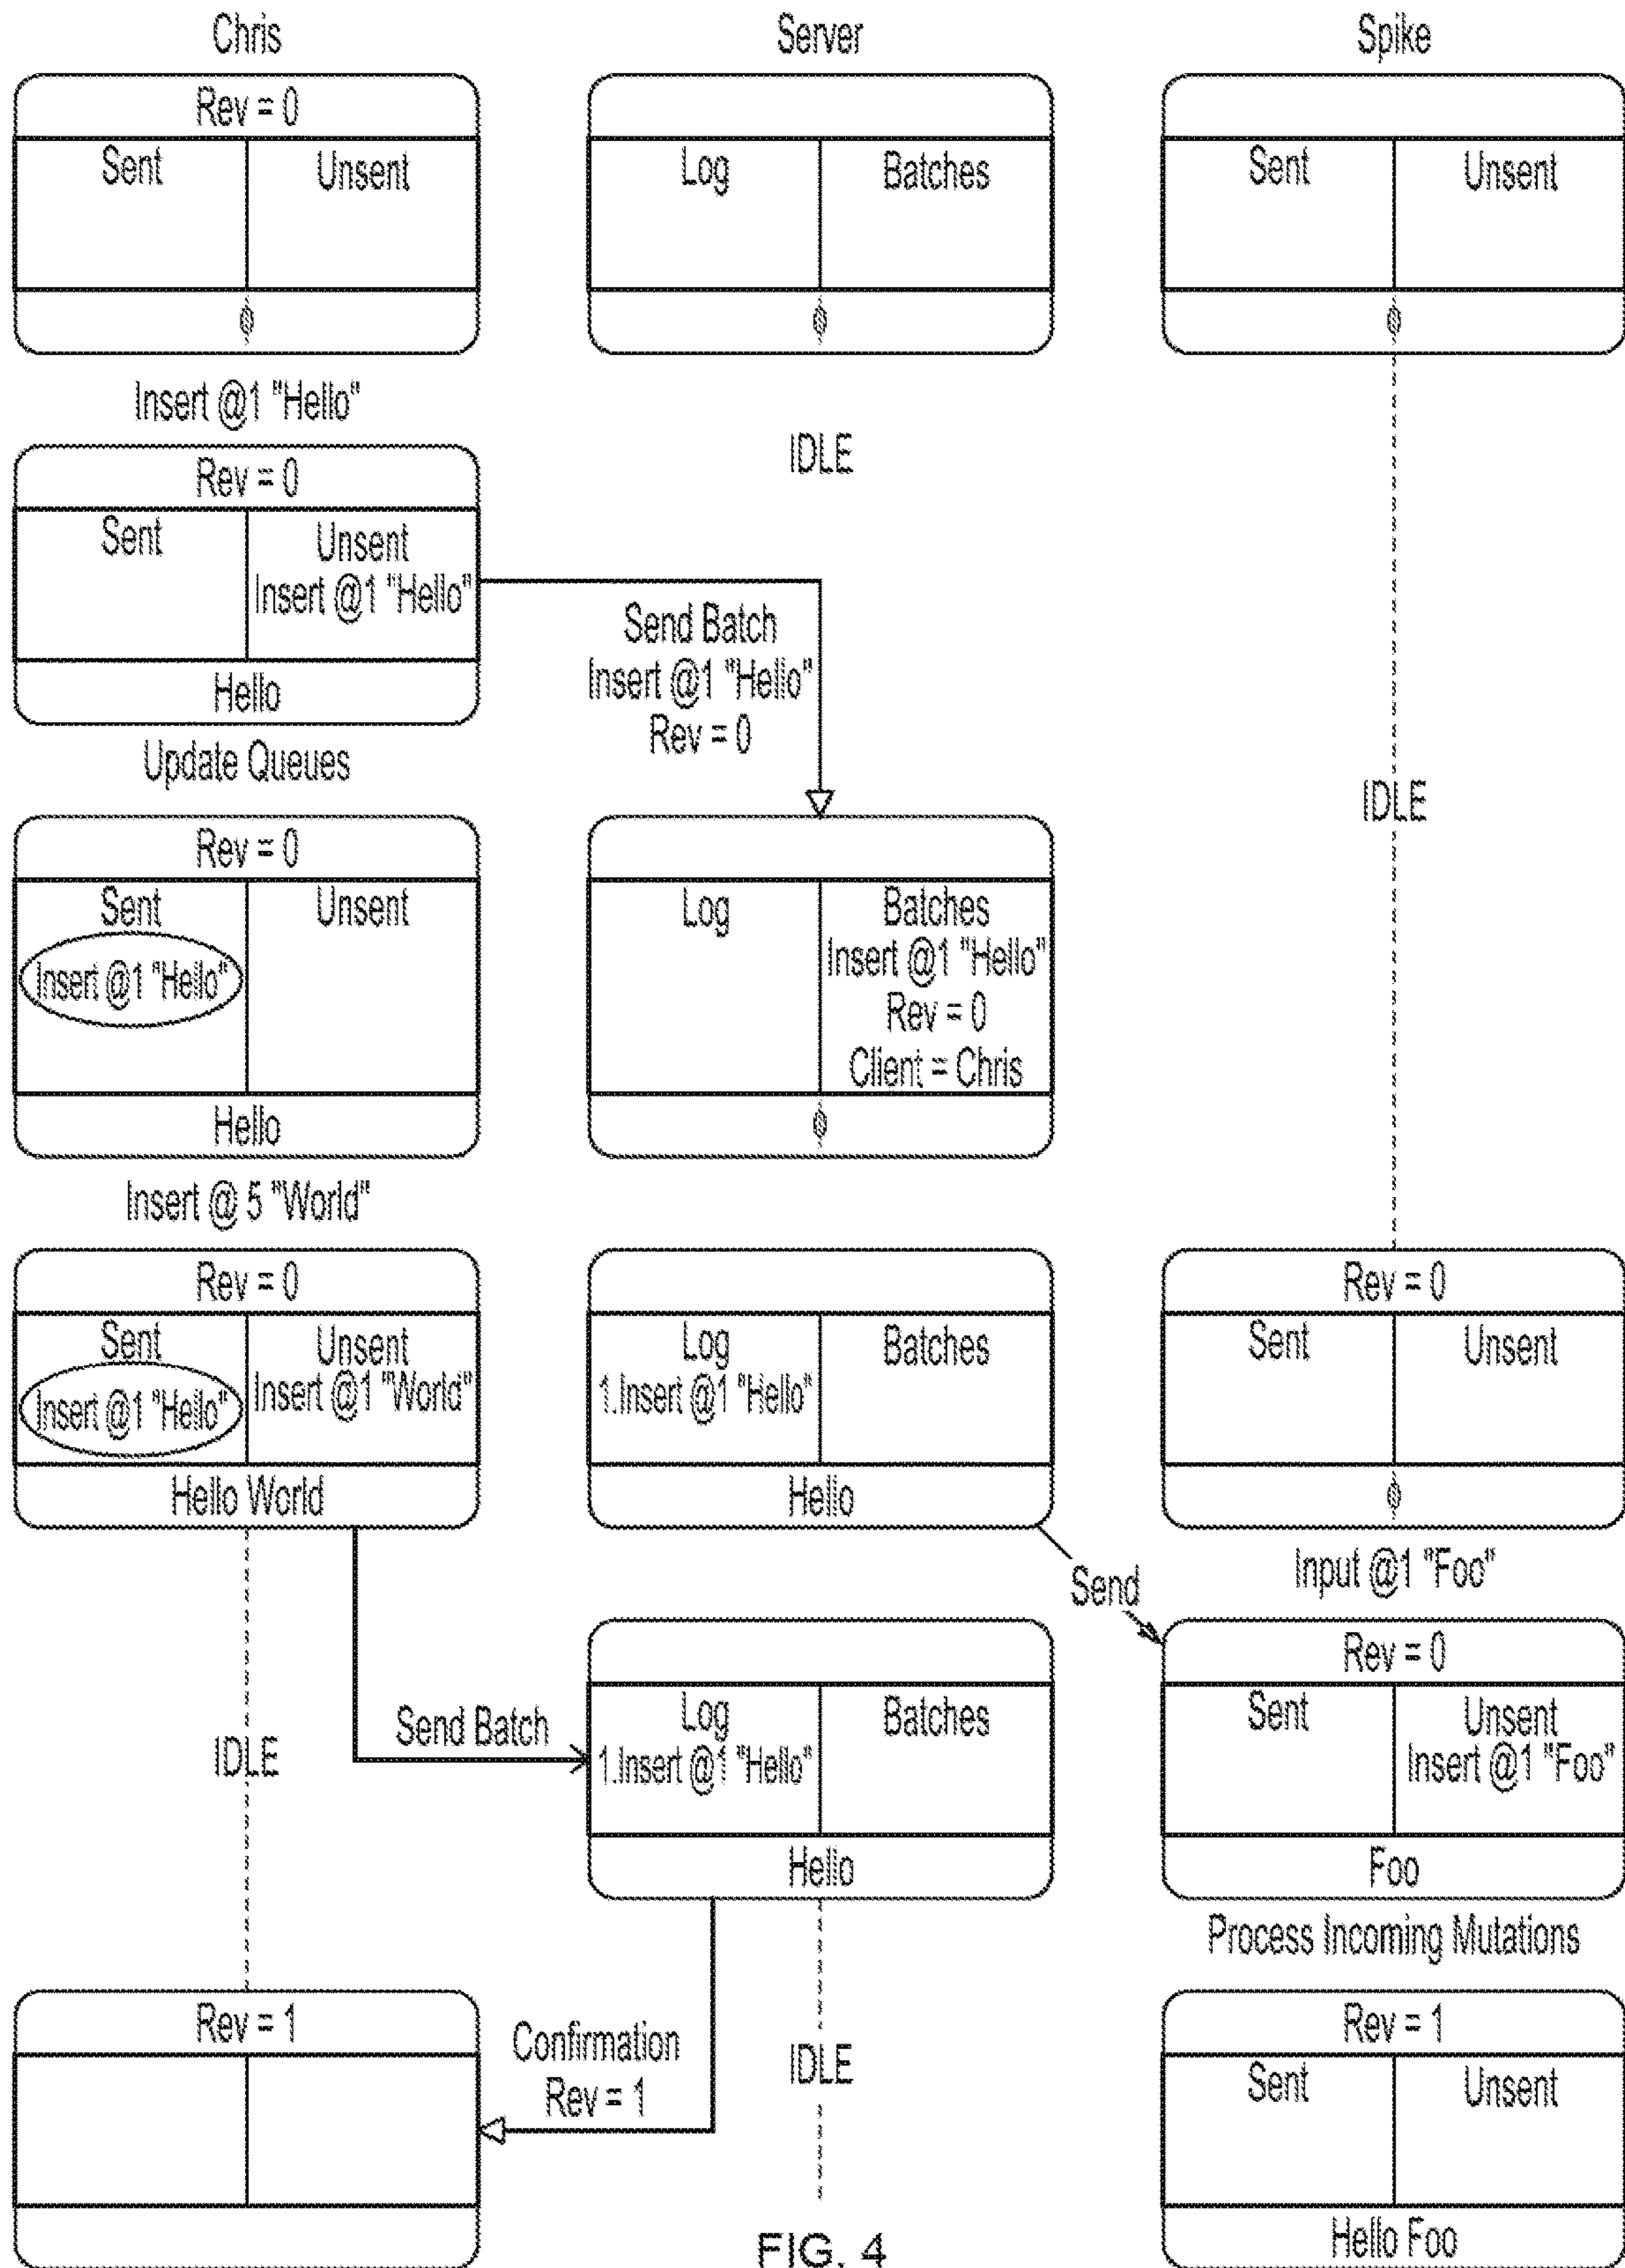 Chris
Server
Spike
Rev = 0
Sent
Unsent
Log
Batches
Sent
Unsent
Insert @1 "Hello"
IDLE
Rev = 0
Sent
Unsent
Insert @1 "Hello"
Hello
Send Batch
Insert @1 "Hello"
Rev = 0
Update Queues
IDLE
Rev = 0
Sent
Insert @1 "Hello"
Unsent
Hello
Log
Batches
Insert @1 "Hello"
Rev = 0
Client = Chris
Insert @ 5 "World"
Rev = 0
Sent
Insert @1 "Hello"
Unsent
Insert @1 "World"
Hello World
Log
1.Insert @1 "Hello"
Batches
Hello
Rev = 0
Sent
Unsent
Send
Input @1 "Foo"
IDLE
Send Batch
Log
1.Insert @1 "Hello"
Batches
Hello
Rev = 0
Sent
Unsent
Insert @1 "Foo"
Foo
Process Incoming Mutations
Rev = 1
Confirmation
Rev = 1
IDLE
Rev = 1
Sent
Unsent
Hello Foo
FIG. 4